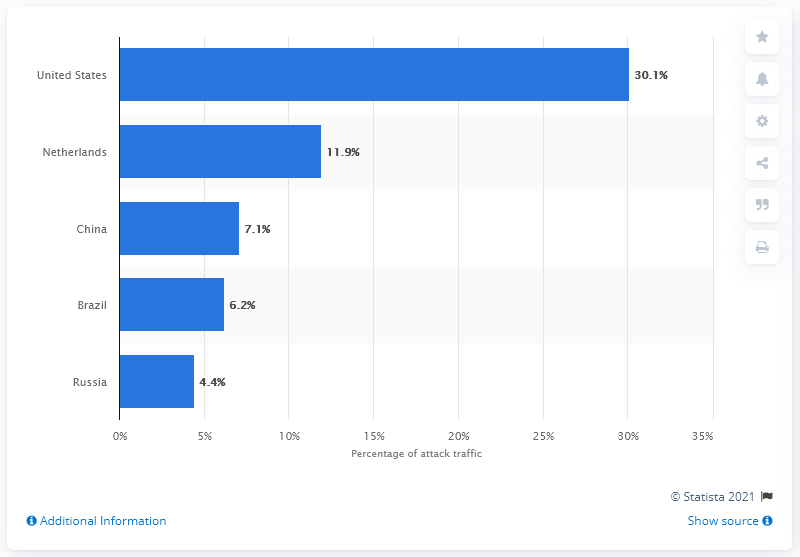 United States
30.1%
Netherlands
11.9%
China
7.1%
Brazil
6.2%
Russia
4.4%
0% 5% 10% 15% 20% 25% 30% 35%
Percentage of attack traffic
© Statista 2021
Additional Information
Show source